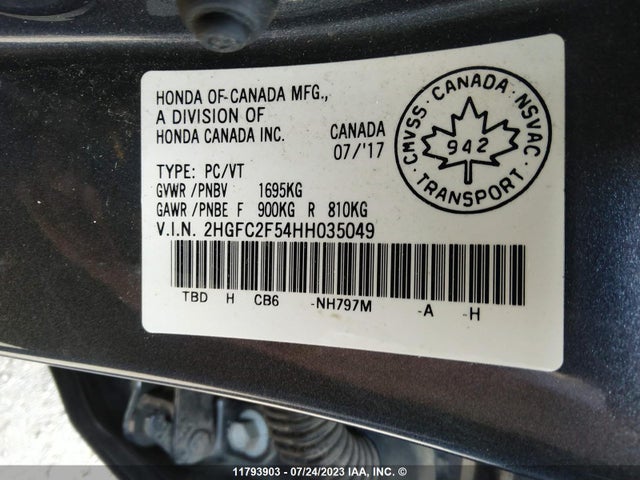 HONDA OF CANADA MFG.,
A DIVISION OF
HONDA CANADA INC.
CANADA
07/'17
TYPE: PC/VT
GVWR/PNBV 1695KG
GAWR/PNBE F 900KG R 810KG
V.I.N. 2HGFC2F54HH035049
TBD H CB6 -NH797M -A -H
CMVSS · CANADA · NSVAC
942
TRANSPORT
11793903 - 07/24/2023 IAA, Inc. ©